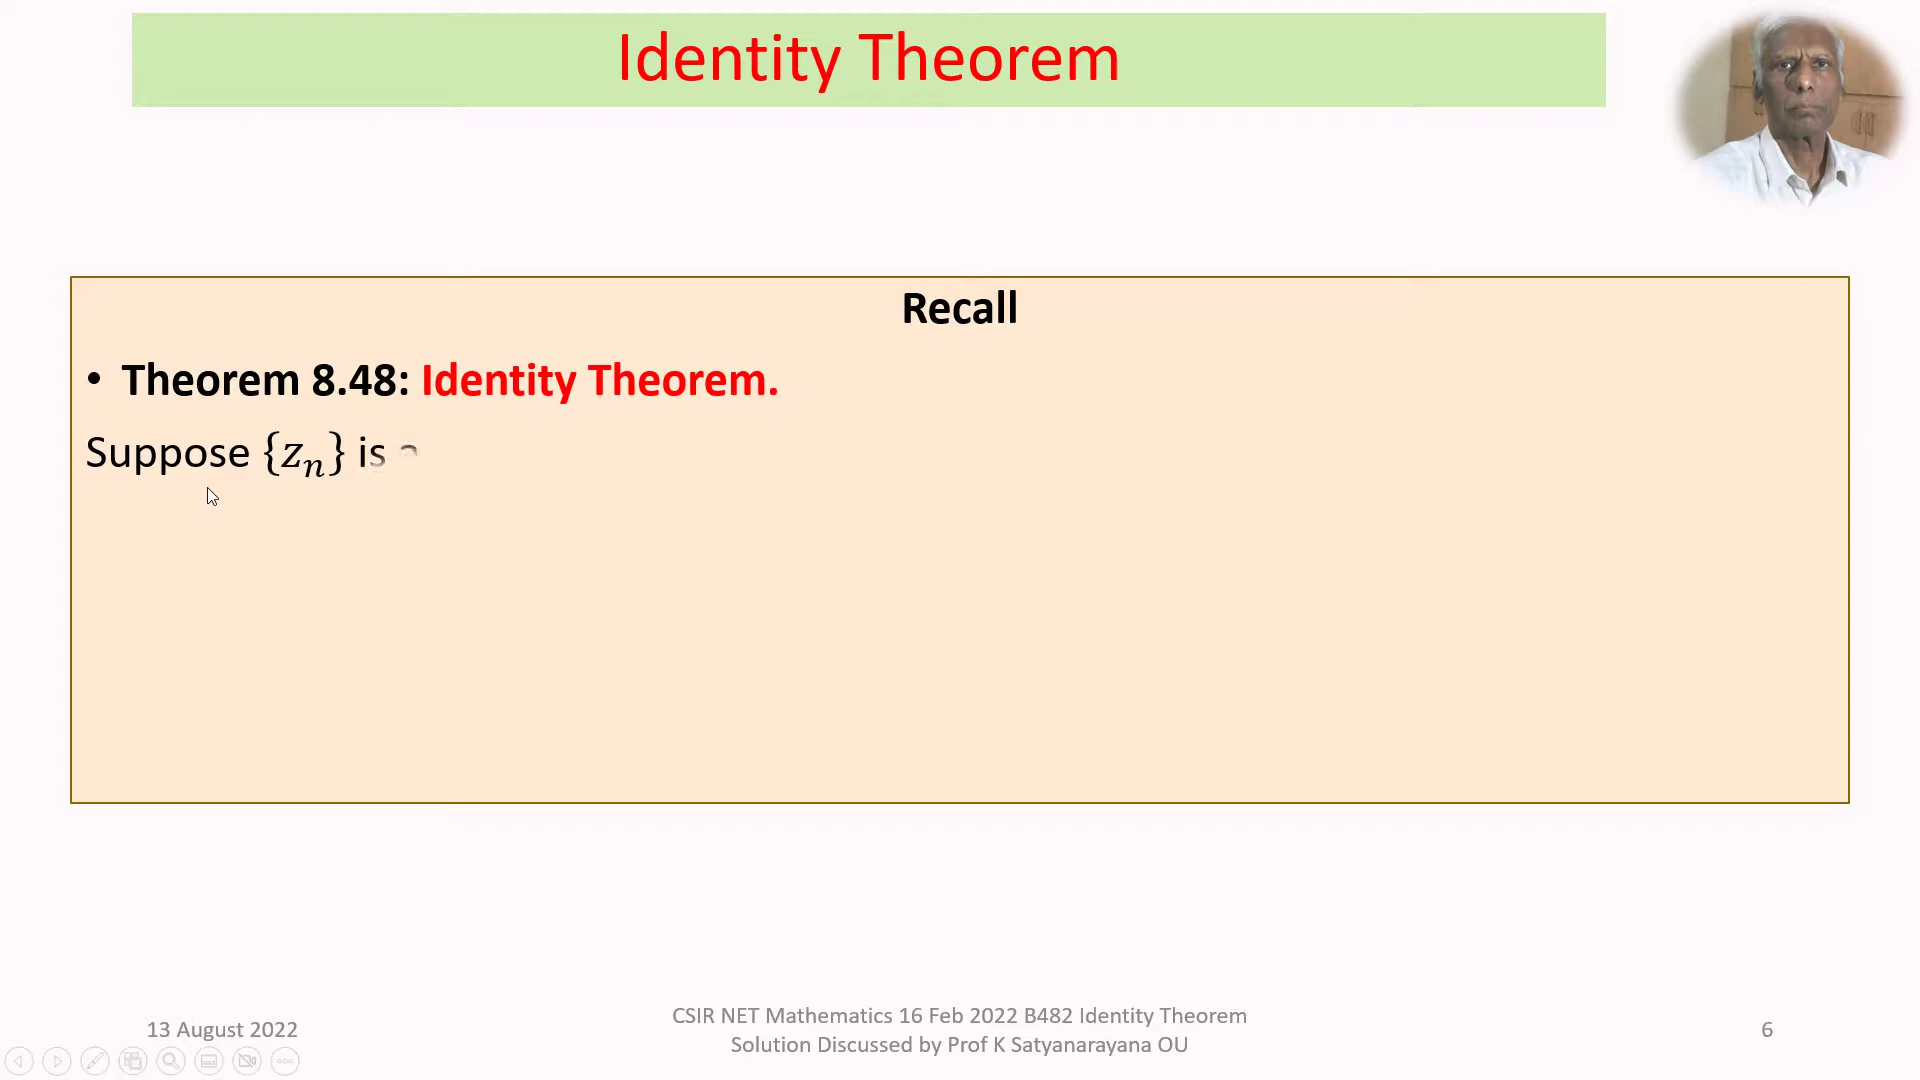 Identity Theorem
Recall
• Theorem 8.48: Identity Theorem.
Suppose {zₙ} is
CSIR NET Mathematics 16 Feb 2022 B482 Identity Theorem
13 August 2022
Solution Discussed by Prof K Satyanarayana OU
6